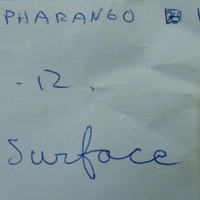 PHARANGO
- 12.
Surface